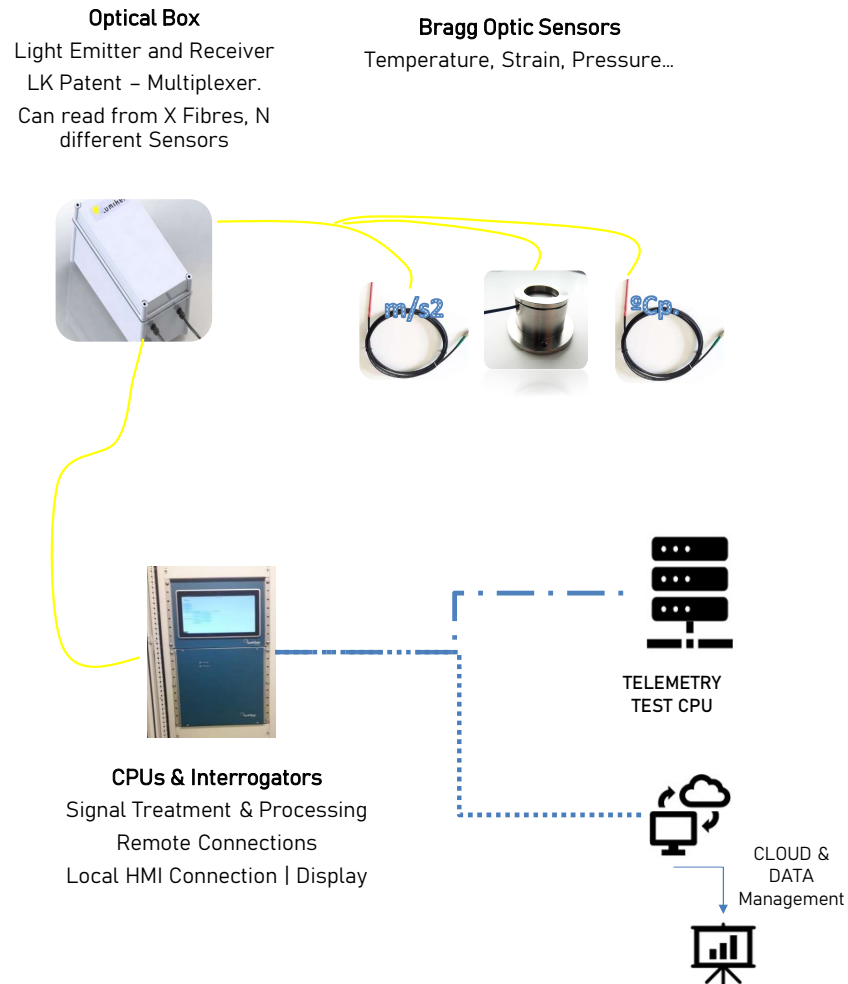 Optical Box
Light Emitter and Receiver
LK Patent – Multiplexer.
Can read from X Fibres, N
different Sensors
Bragg Optic Sensors
Temperature, Strain, Pressure…
m/s2
ºCp.
TELEMETRY
TEST CPU
CPUs & Interrogators
Signal Treatment & Processing
Remote Connections
Local HMI Connection | Display
CLOUD &
DATA
Management